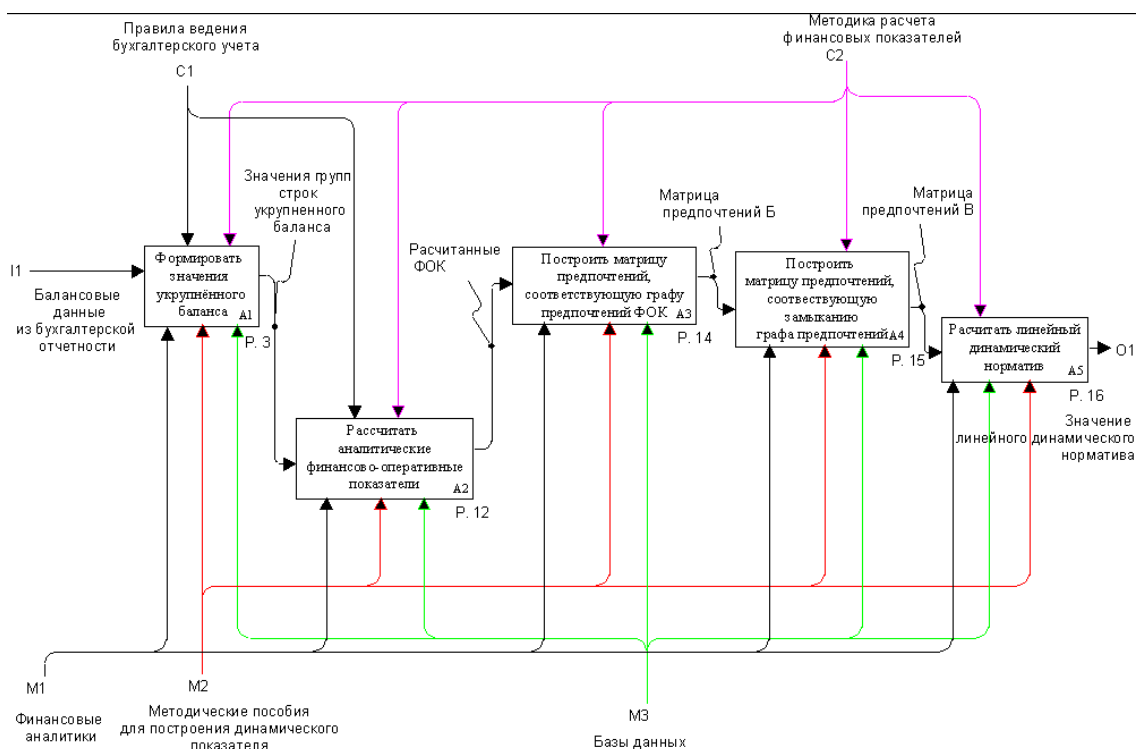 Правила ведения
бухгалтерского учета
C1
Методика расчета
финансовых показателей
C2
Значения групп
строк
укрупненного
баланса
Расчитанные
ФОК
Матрица
предпочтений Б
Матрица
предпочтений В
I1
Балансовые
данные
из бухгалтерской
отчетности
Формировать
значения
укрупнённого
баланса
A1
P. 3
Рассчитать
аналитические
финансово-оперативные
показатели
A2
P. 12
Построить матрицу
предпочтений,
соответствующую графу
предпочтений ФОК
A3
P. 14
Построить
матрицу предпочтений,
соотвествующую
замыканию
графа предпочтений
A4
P. 15
Расчитать линейный
динамический
норматив
A5
P. 16
O1
Значение
линейного динамического
норматива
M1
Финансовые
аналитики
M2
Методические пособия
для построения динамического
показателя
M3
Базы данных